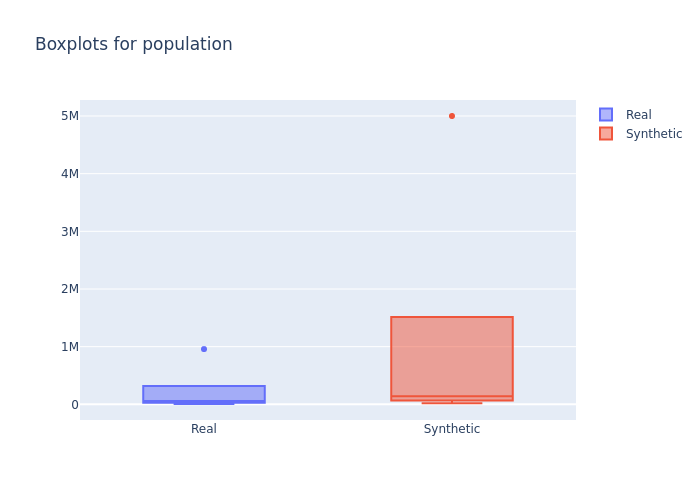 Boxplots for population
5M
4M
3M
2M
1M
0
Real
Synthetic
Real
Synthetic